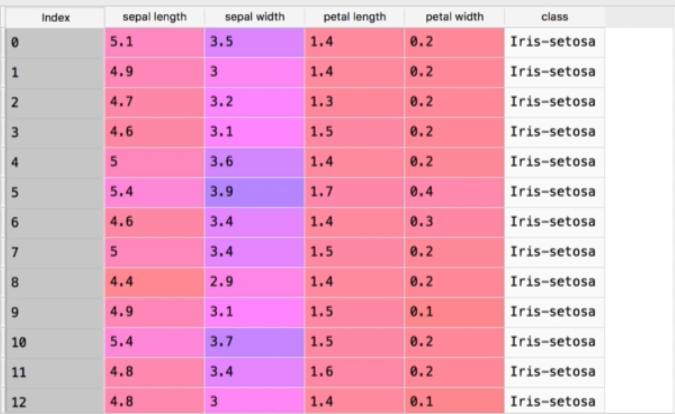 Index sepal length sepal width petal length petal width class
0 5.1 3.5 1.4 0.2 Iris-setosa
1 4.9 3 1.4 0.2 Iris-setosa
2 4.7 3.2 1.3 0.2 Iris-setosa
3 4.6 3.1 1.5 0.2 Iris-setosa
4 5 3.6 1.4 0.2 Iris-setosa
5 5.4 3.9 1.7 0.4 Iris-setosa
6 4.6 3.4 1.4 0.3 Iris-setosa
7 5 3.4 1.5 0.2 Iris-setosa
8 4.4 2.9 1.4 0.2 Iris-setosa
9 4.9 3.1 1.5 0.1 Iris-setosa
10 5.4 3.7 1.5 0.2 Iris-setosa
11 4.8 3.4 1.6 0.2 Iris-setosa
12 4.8 3 1.4 0.1 Iris-setosa